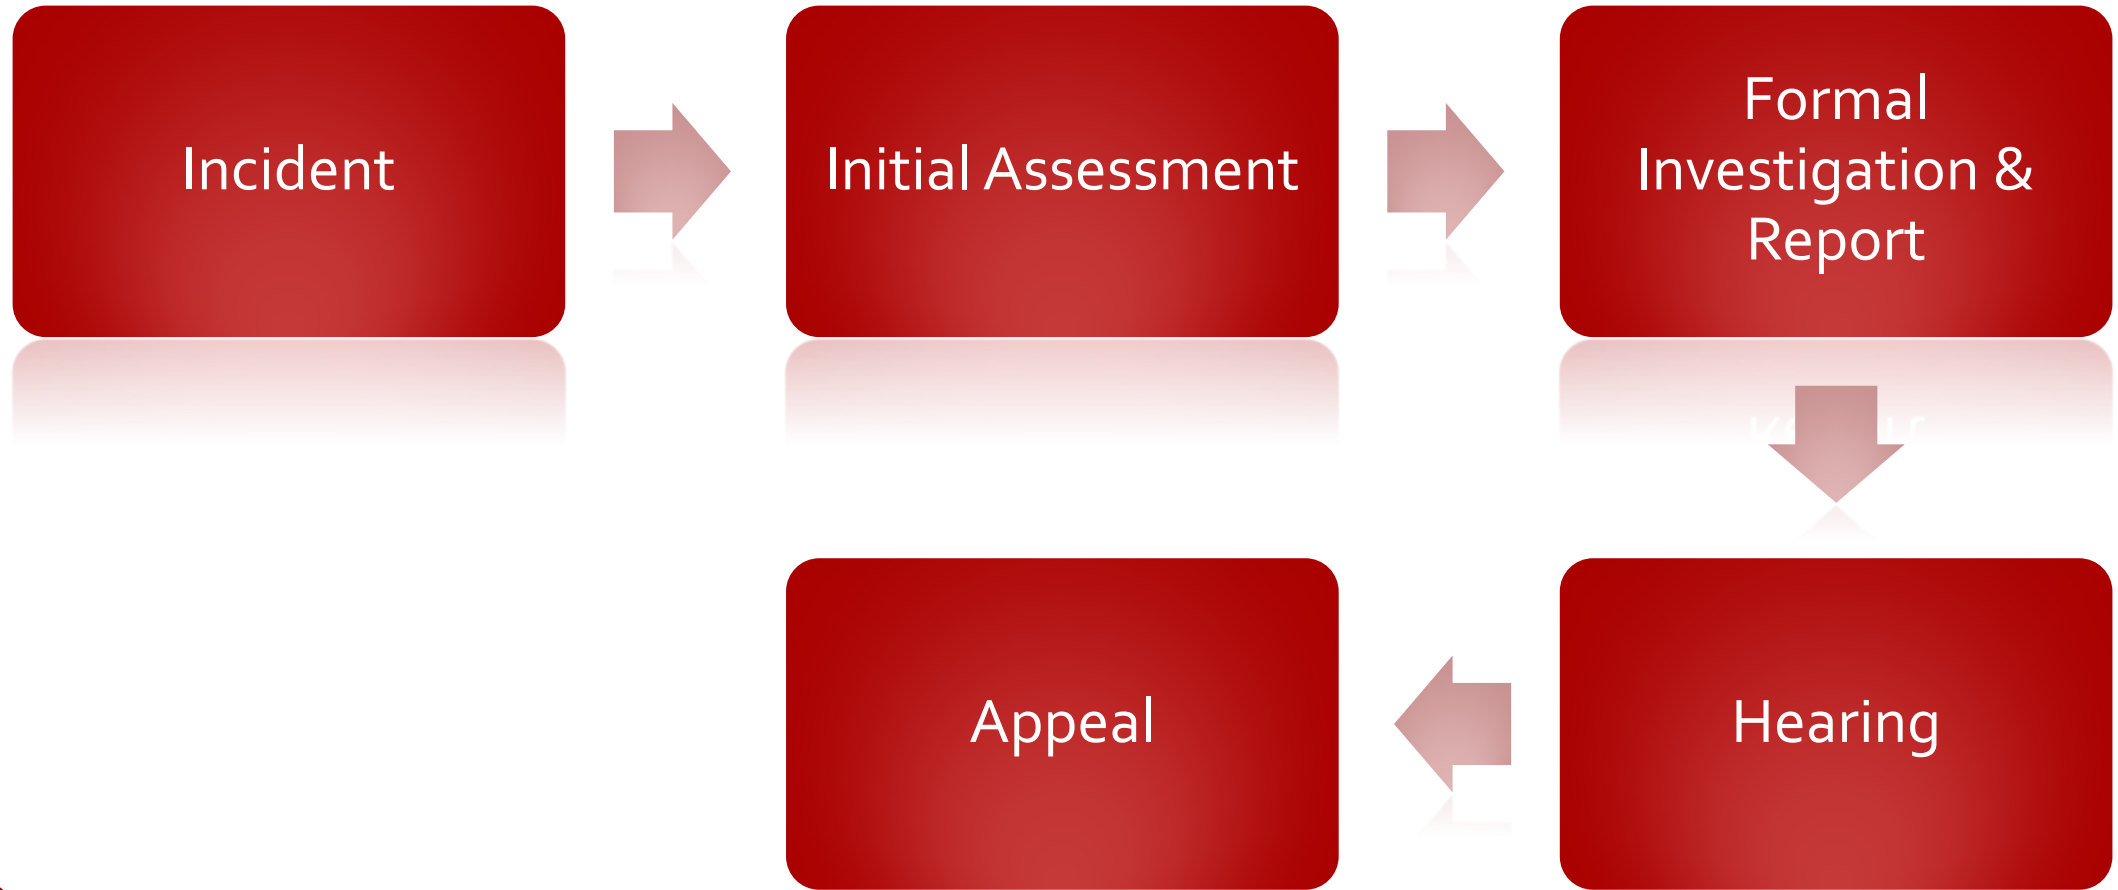 Incident
Initial Assessment
Formal
Investigation &
Report
Hearing
Appeal